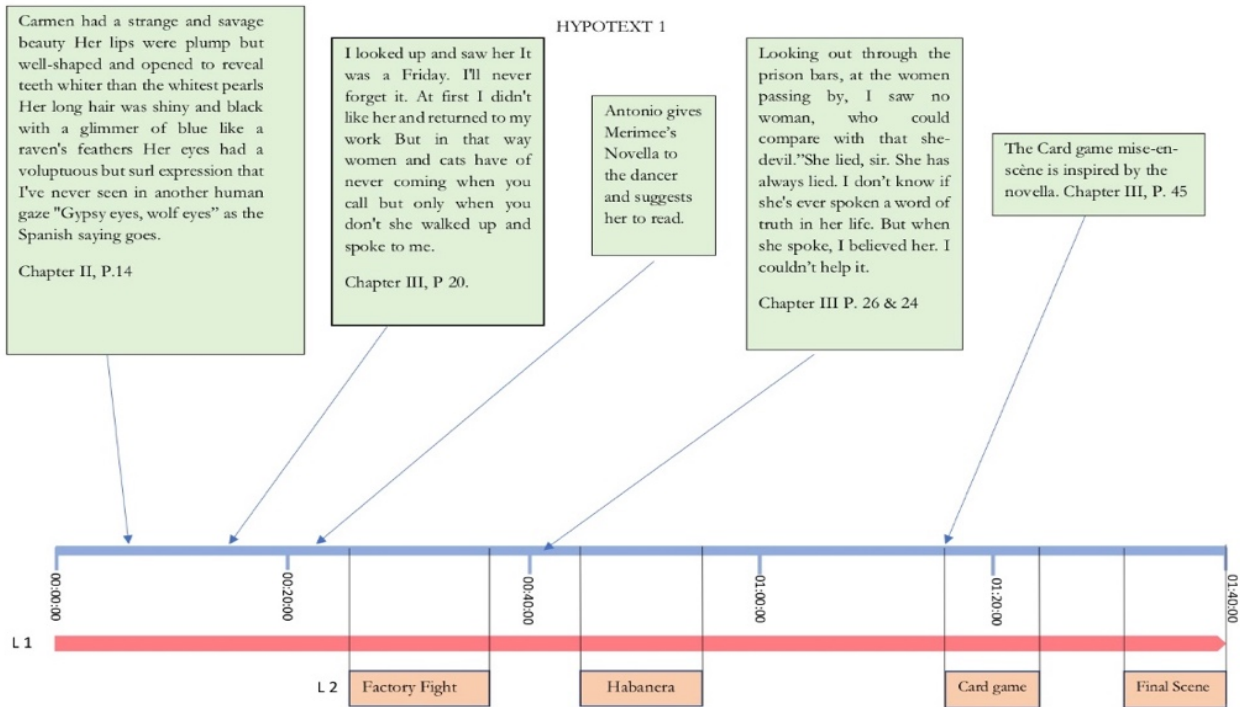 HYPOTEXT 1
Carmen had a strange and savage
beauty Her lips were plump but
well-shaped and opened to reveal
teeth whiter than the whitest pearls
Her long hair was shiny and black
with a glimmer of blue like a
raven's feathers Her eyes had a
voluptuous but surl expression that
I've never seen in another human
gaze "Gypsy eyes, wolf eyes" as the
Spanish saying goes.
Chapter II, P.14
I looked up and saw her It
was a Friday. I'll never
forget it. At first I didn't
like her and returned to my
work But in that way
women and cats have of
never coming when you
call but only when you
don't she walked up and
spoke to me.
Chapter III, P 20.
Antonio gives
Merimee's
Novella to
the dancer
and suggests
her to read.
Looking out through the
prison bars, at the women
passing by, I saw no
woman, who could
compare with that she-
devil."She lied, sir. She has
always lied. I don't know if
she's ever spoken a word of
truth in her life. But when
she spoke, I believed her. I
couldn't help it.
Chapter III P. 26 & 24
The Card game mise-en-
scène is inspired by the
novella. Chapter III, P. 45
00:00:00
00:20:00
00:40:00
01:00:00
01:20:00
01:40:00
L 1
L 2
Factory Fight
Habanera
Card game
Final Scene